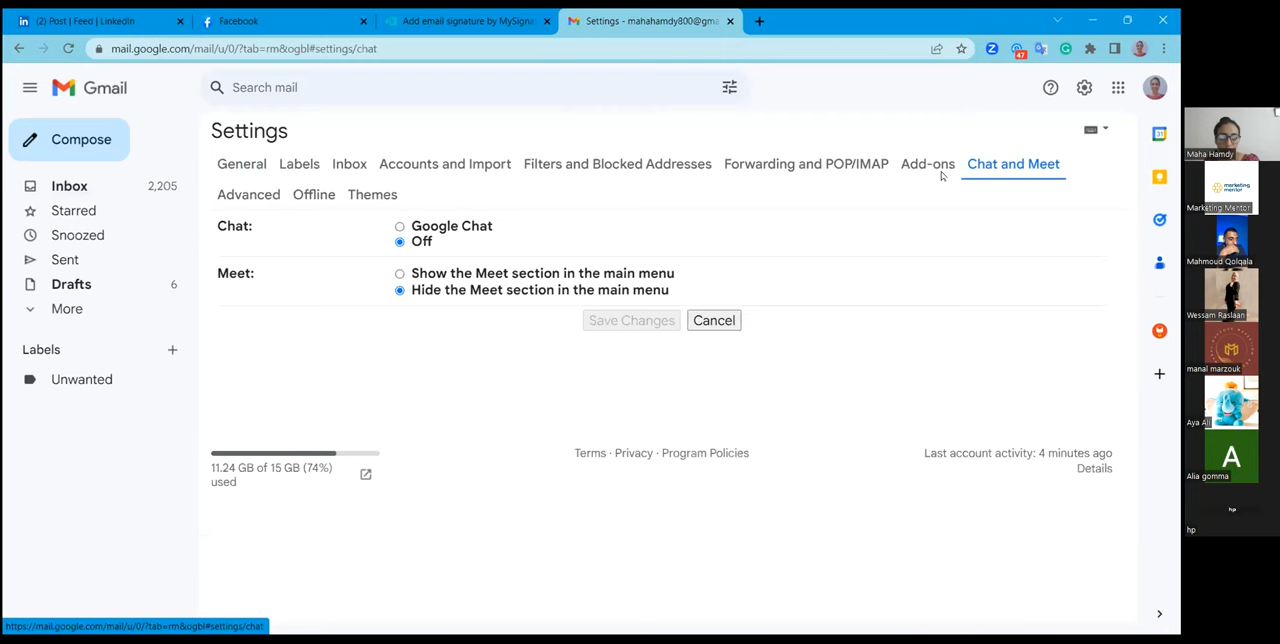 (2) Post | Feed | LinkedIn
Facebook
Add email signature by MySigna
Settings - mahahamdy800@gma
mail.google.com/mail/u/0/?tab=rm&ogbl#settings/chat
47
Gmail
Search mail
Compose
Inbox 2,205
Starred
Snoozed
Sent
Drafts 6
More
Labels
Unwanted
Settings
General Labels Inbox Accounts and Import Filters and Blocked Addresses Forwarding and POP/IMAP Add-ons Chat and Meet
Advanced Offline Themes
Chat: Google Chat
Off
Meet: Show the Meet section in the main menu
Hide the Meet section in the main menu
Save Changes Cancel
11.24 GB of 15 GB (74%)
used
Terms · Privacy · Program Policies
Last account activity: 4 minutes ago
Details
https://mail.google.com/mail/u/0/?tab=rm&ogbl#settings/chat
Maha Hamdy
marketing
mentor
Marketing Mentor
Mahmoud Qolqala
Wessam Raslaan
manal marzouk
Aya Ali
A
Alia gomma
hp
hp